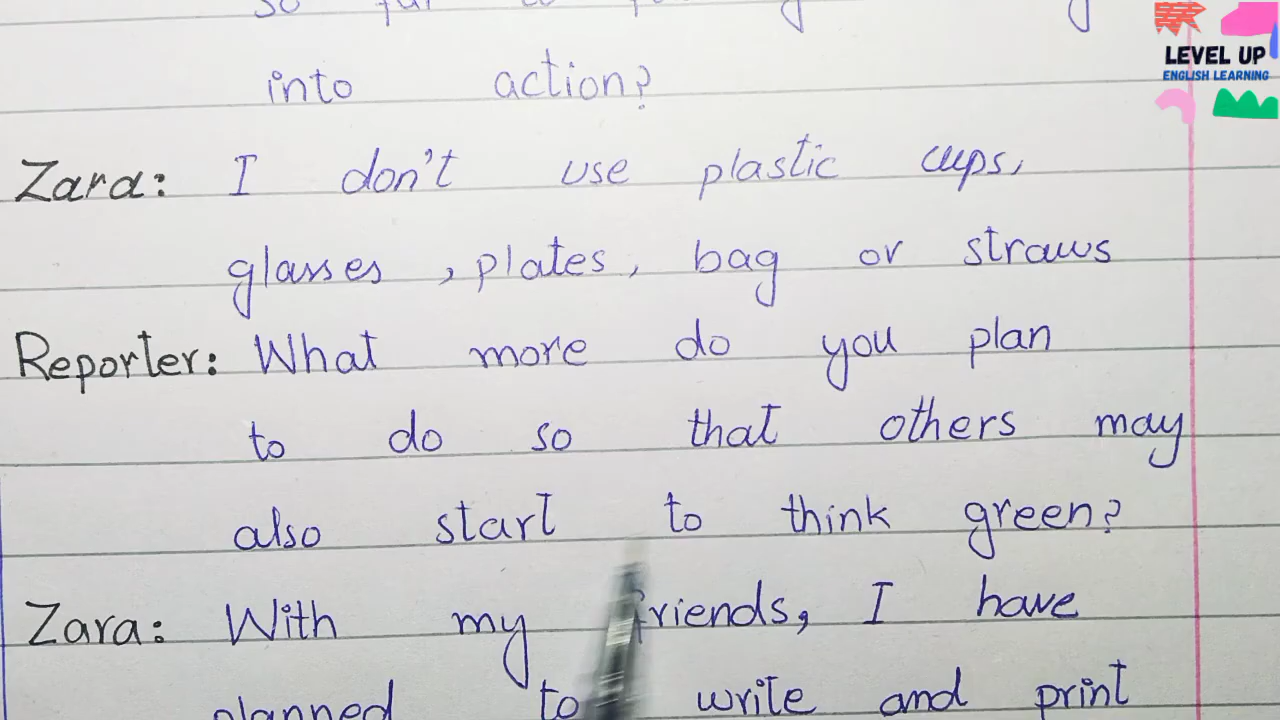 so
into action?
LEVEL UP
ENGLISH LEARNING
Zara: I don't use plastic cups,
glasses, plates, bag or straws
Reporter: What more do you plan
to do so that others may
also start to think green?
Zara: With my friends, I have
planned to write and print